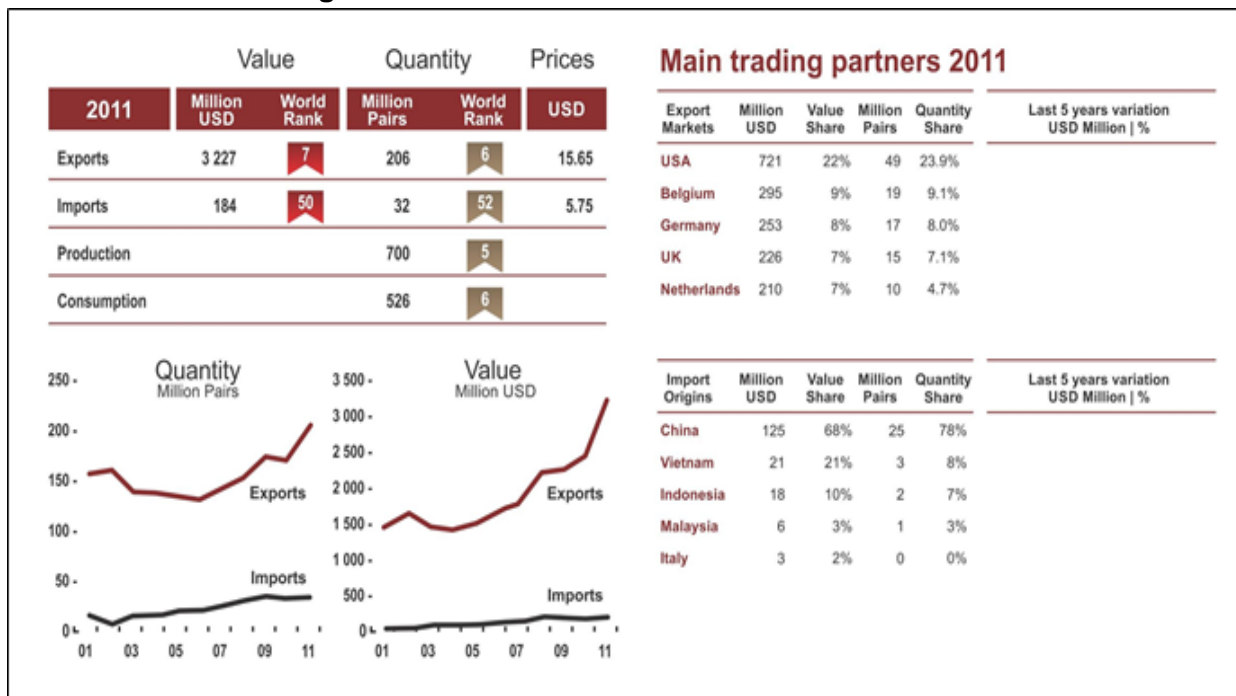 Value Quantity Prices
2011 Million USD World Rank Million Pairs World Rank USD
Exports 3 227 7 206 6 15.65
Imports 184 50 32 52 5.75
Production 700 5
Consumption 526 6
Quantity
Million Pairs
250 -
200 -
150 -
100 -
50 -
0 -
Exports
Imports
01 03 05 07 09 11
Value
Million USD
3 500 -
3 000 -
2 500 -
2 000 -
1 500 -
1 000 -
500 -
0 -
Exports
Imports
01 03 05 07 09 11
Main trading partners 2011
Export Markets Million USD Value Share Million Pairs Quantity Share Last 5 years variation USD Million | %
USA 721 22% 49 23.9%
Belgium 295 9% 19 9.1%
Germany 253 8% 17 8.0%
UK 226 7% 15 7.1%
Netherlands 210 7% 10 4.7%
Import Origins Million USD Value Share Million Pairs Quantity Share Last 5 years variation USD Million | %
China 125 68% 25 78%
Vietnam 21 21% 3 8%
Indonesia 18 10% 2 7%
Malaysia 6 3% 1 3%
Italy 3 2% 0 0%